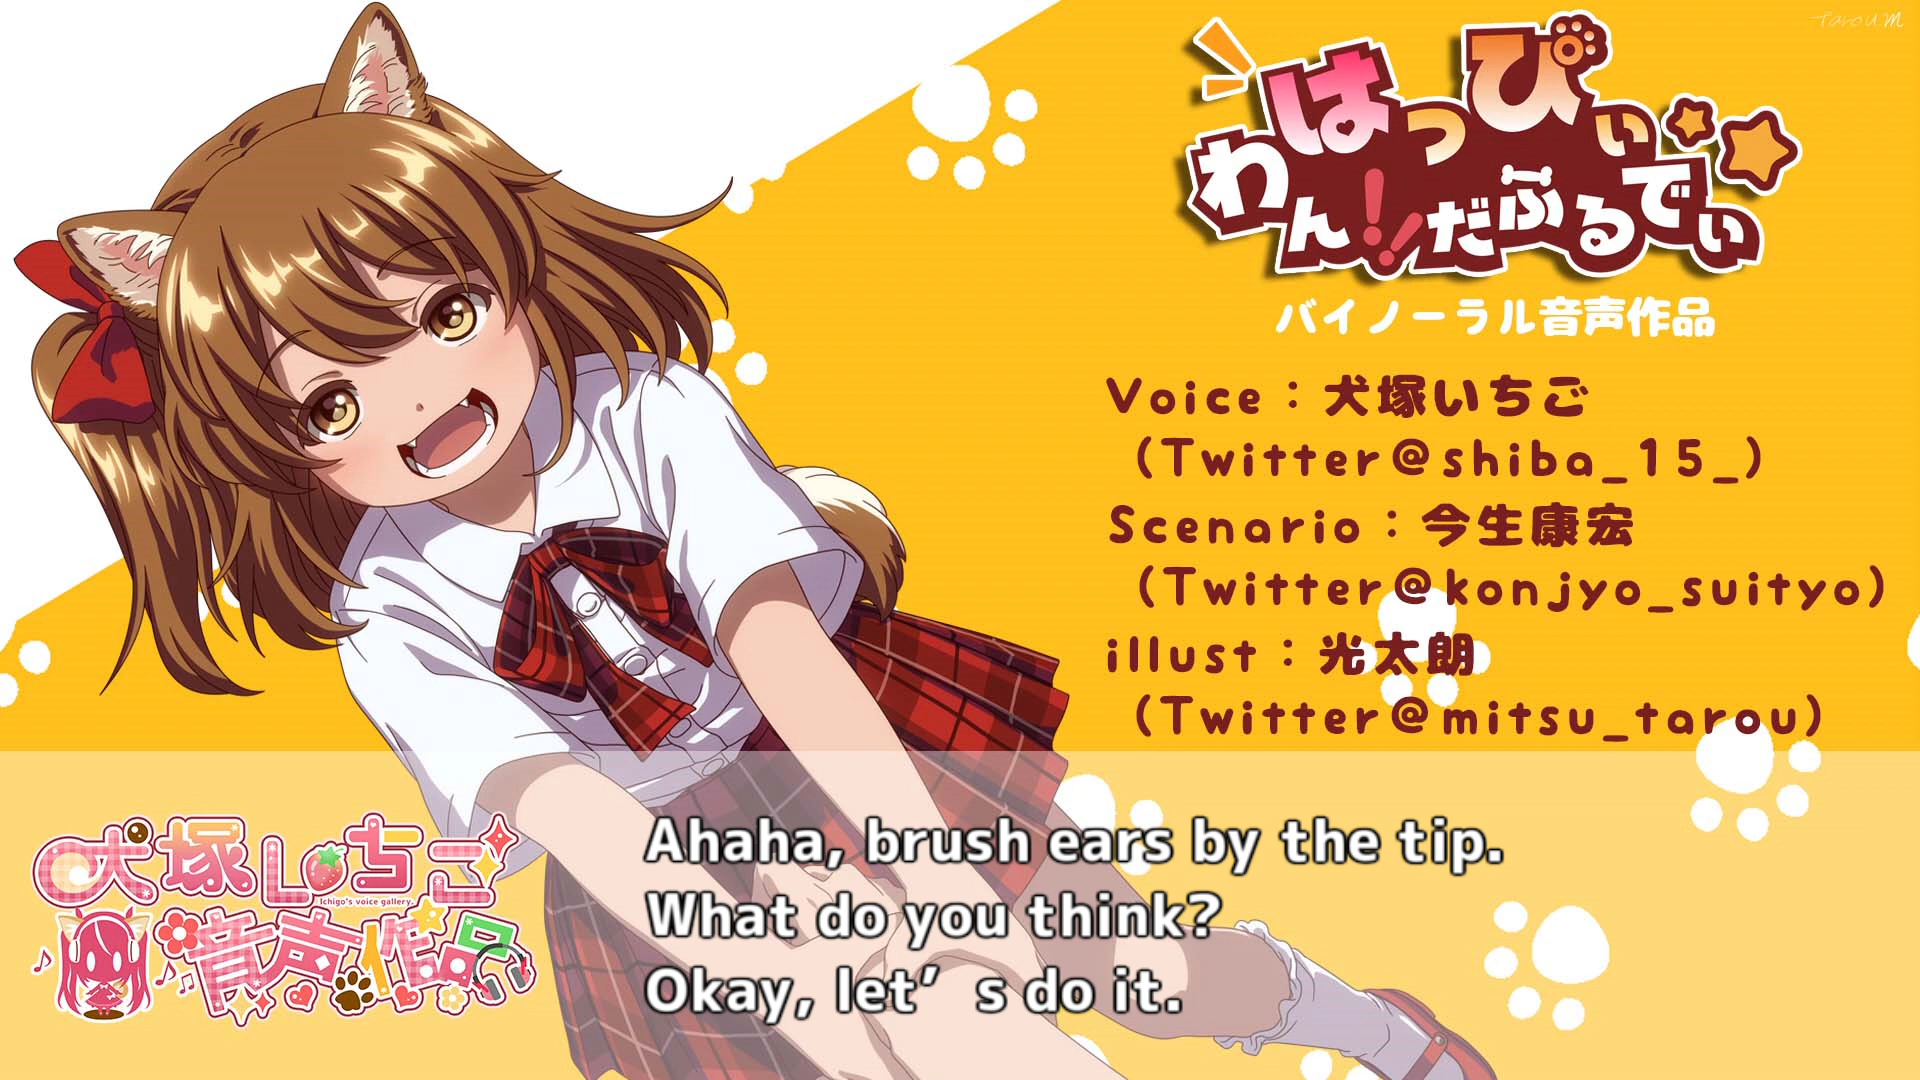 Tarou M
はっぴぃ
わん!!だふるでぃ
バイノーラル音声作品
Voice：犬塚いちご
(Twitter@shiba_15_)
Scenario：今生康宏
(Twitter@konjyo_suityo)
illust：光太朗
(Twitter@mitsu_tarou)
犬塚いちご
Ichigo's voice gallery.
音声作品
Ahaha, brush ears by the tip.
What do you think?
Okay, let’s do it.